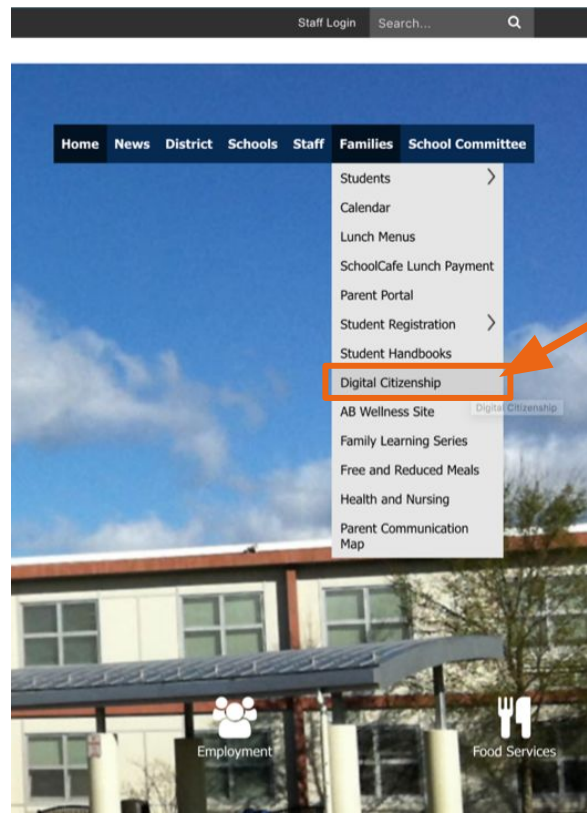 Staff Login Search...
Home News District Schools Staff Families School Committee
Students
Calendar
Lunch Menus
SchoolCafe Lunch Payment
Parent Portal
Student Registration
Student Handbooks
Digital Citizenship
AB Wellness Site
Digital Citizenship
Family Learning Series
Free and Reduced Meals
Health and Nursing
Parent Communication
Map
Employment
Food Services